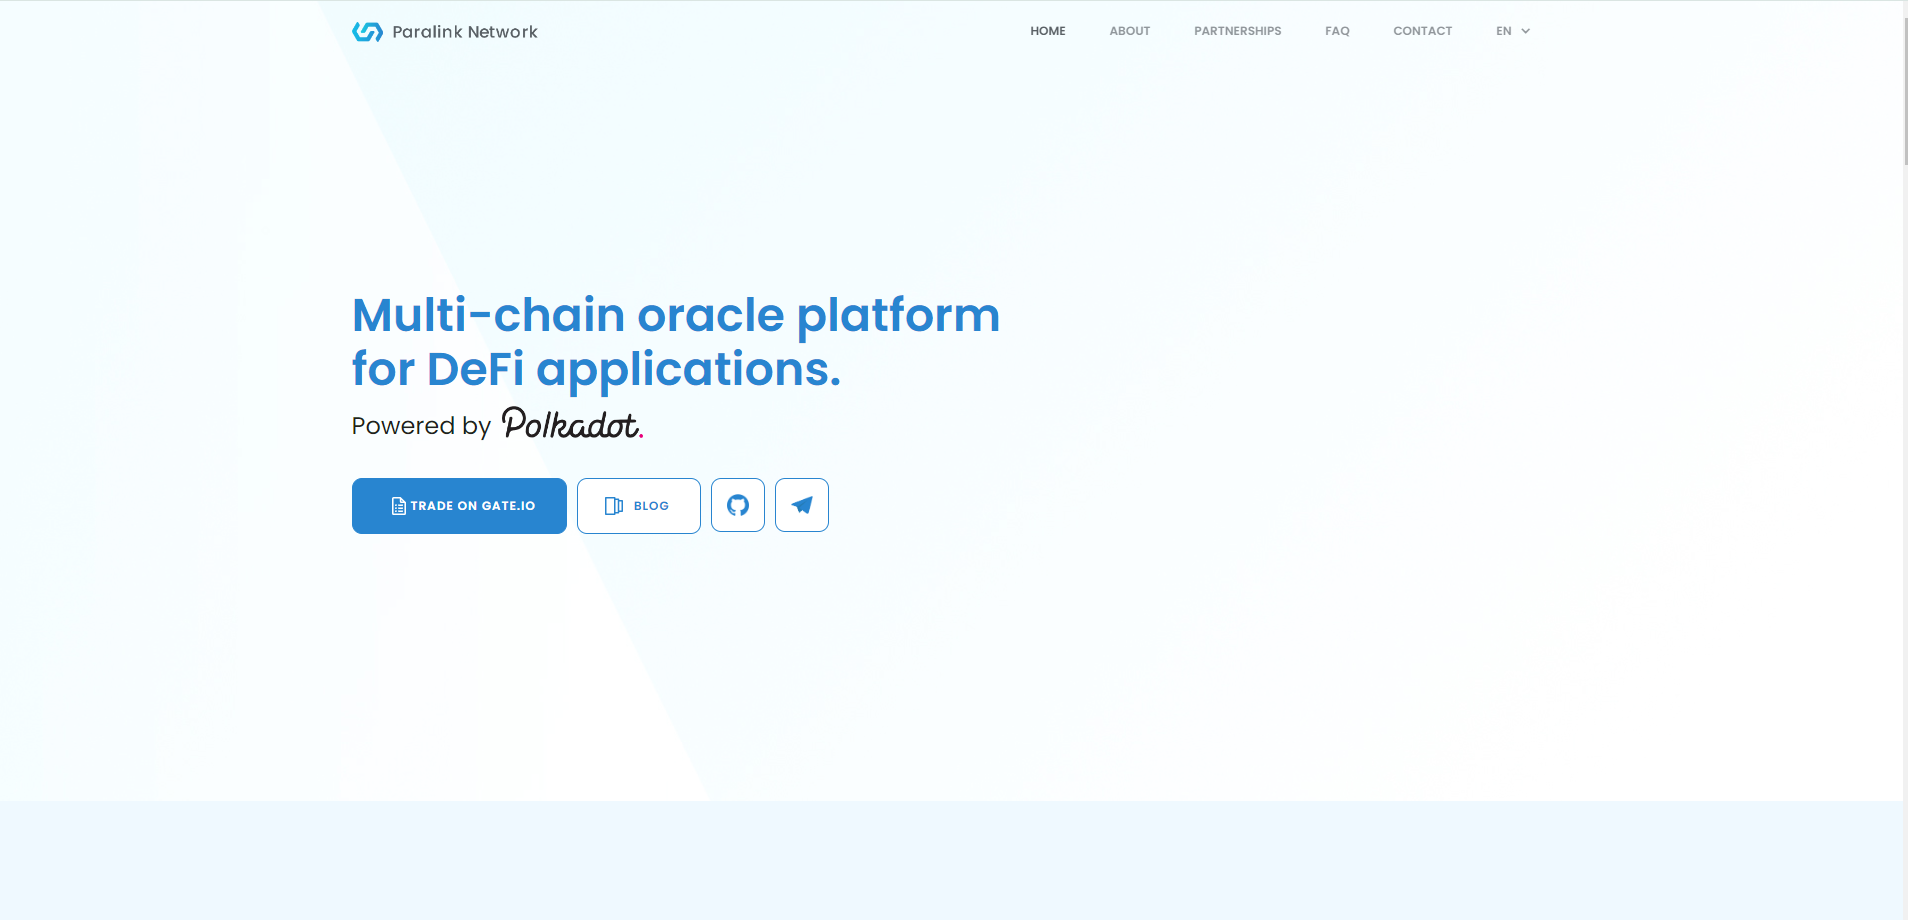 Paralink Network
HOME ABOUT PARTNERSHIPS FAQ CONTACT EN
Multi-chain oracle platform
for DeFi applications.
Powered by Polkadot.
TRADE ON GATE.IO BLOG